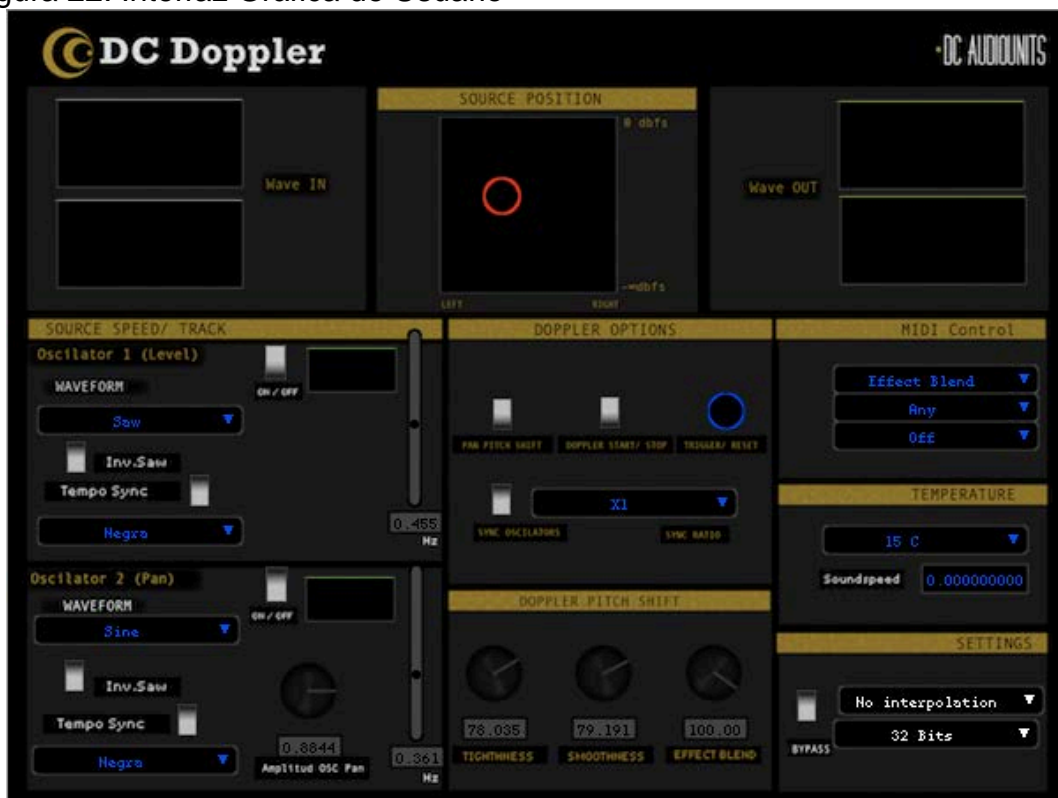 gura 22. Interfaz Gráfica de Usuario
DC Doppler
DC AUDIOUNITS
SOURCE POSITION
0 dbfs
Wave IN
Wave OUT
-∞dbfs
LEFT
RIGHT
SOURCE SPEED/ TRACK
Oscilator 1 (Level)
ON / OFF
WAVEFORM
Saw
Inv.Saw
Tempo Sync
Negra
0.455
Hz
Oscilator 2 (Pan)
ON / OFF
WAVEFORM
Sine
Inv.Saw
Tempo Sync
Negra
0.8844
Amplitud OSC Pan
0.361
Hz
DOPPLER OPTIONS
PAN PITCH SHIFT
DOPPLER START/ STOP
TRIGGER/ RESET
X1
SYNC OSCILATORS
SYNC RATIO
DOPPLER PITCH SHIFT
78.035
79.191
100.00
TIGHTNESS
SMOOTHNESS
EFFECT BLEND
MIDI Control
Effect Blend
Any
Off
TEMPERATURE
15 C
Soundspeed
0.000000000
SETTINGS
No interpolation
32 Bits
BYPASS